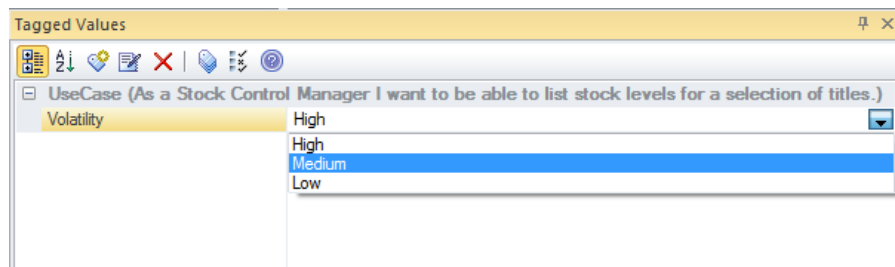 Tagged Values
UseCase (As a Stock Control Manager I want to be able to list stock levels for a selection of titles.)
Volatility High
High
Medium
Low